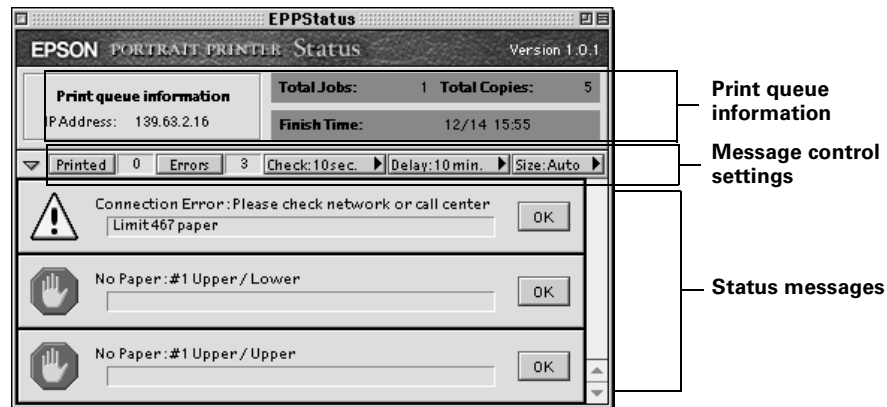 EPPStatus
EPSON PORTRAIT PRINTER Status Version 1.0.1
Print queue information
IP Address: 139.63.2.16
Total Jobs: 1 Total Copies: 5
Finish Time: 12/14 15:55
Print queue
information
Printed 0 Errors 3 Check:10sec. Delay:10min. Size:Auto
Message control
settings
Connection Error:Please check network or call center
Limit467 paper
OK
No Paper:#1 Upper/Lower
OK
Status messages
No Paper:#1 Upper/Upper
OK